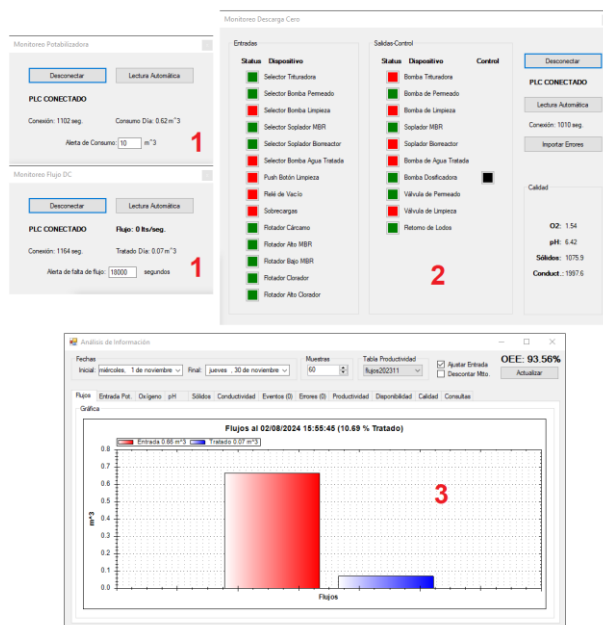 Monitoreo Potabilizadora
Desconectar
Lectura Automática
PLC CONECTADO
Conexión: 1102 seg.
Consumo Día: 0.62 m^3
Alerta de Consumo: 10 m^3
1
Monitoreo Flujo DC
Desconectar
Lectura Automática
PLC CONECTADO
Flujo: 0 lts/seg.
Conexión: 1164 seg.
Tratado Día: 0.07 m^3
Alerta de falta de flujo: 18000 segundos
1
Monitoreo Descarga Cero
Entradas
Status Dispositivo
Selector Trituradora
Selector Bomba Permeado
Selector Bomba Limpieza
Selector Soplador MBR
Selector Soplador Bioreactor
Selector Bomba Agua Tratada
Push Botón Limpieza
Relé de Vacío
Sobrecargas
Rotador Cárcamo
Rotador Alto MBR
Rotador Bajo MBR
Rotador Clorador
Rotador Alto Clorador
Salidas-Control
Status Dispositivo Control
Bomba Trituradora
Bomba de Permeado
Bomba de Limpieza
Soplador MBR
Soplador Bioreactor
Bomba de Agua Tratada
Bomba Dosificadora
Válvula de Permeado
Válvula de Limpieza
Retorno de Lodos
2
Desconectar
PLC CONECTADO
Lectura Automática
Conexión: 1010 seg.
Importar Errores
Calidad
O2: 1.54
pH: 6.42
Sólidos: 1075.9
Conduct.: 1997.6
Análisis de Información
Fechas
Inicial: miércoles, 1 de noviembre Final: jueves , 30 de noviembre
Muestras
60
Tabla Productividad
flujos202311
Ajustar Entrada
Descontar Mtto.
OEE: 93.56%
Actualizar
Flujos Entrada Pot. Oxígeno pH Sólidos Conductividad Eventos (0) Errores (0) Productividad Disponibilidad Calidad Consultas
Gráfica
Flujos al 02/08/2024 15:55:45 (10.69 % Tratado)
Entrada 0.66 m^3 Tratado 0.07 m^3
0.8
0.7
0.6
0.5
0.4
0.3
0.2
0.1
0.0
m^3
Flujos
3